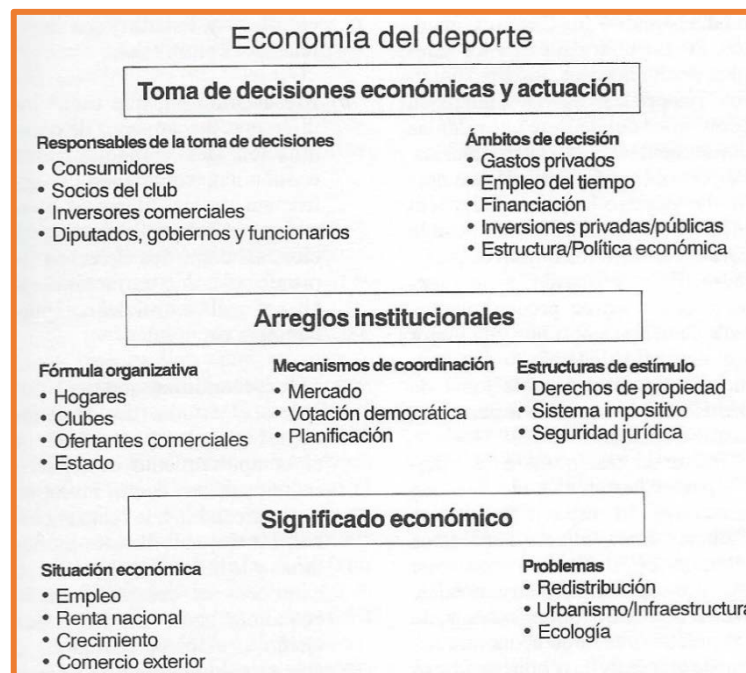 Economía del deporte
Toma de decisiones económicas y actuación
Responsables de la toma de decisiones
• Consumidores
• Socios del club
• Inversores comerciales
• Diputados, gobiernos y funcionarios
Ámbitos de decisión
• Gastos privados
• Empleo del tiempo
• Financiación
• Inversiones privadas/públicas
• Estructura/Política económica
Arreglos institucionales
Fórmula organizativa
• Hogares
• Clubes
• Ofertantes comerciales
• Estado
Mecanismos de coordinación
• Mercado
• Votación democrática
• Planificación
Estructuras de estímulo
• Derechos de propiedad
• Sistema impositivo
• Seguridad jurídica
Significado económico
Situación económica
• Empleo
• Renta nacional
• Crecimiento
• Comercio exterior
Problemas
• Redistribución
• Urbanismo/Infraestructura
• Ecología